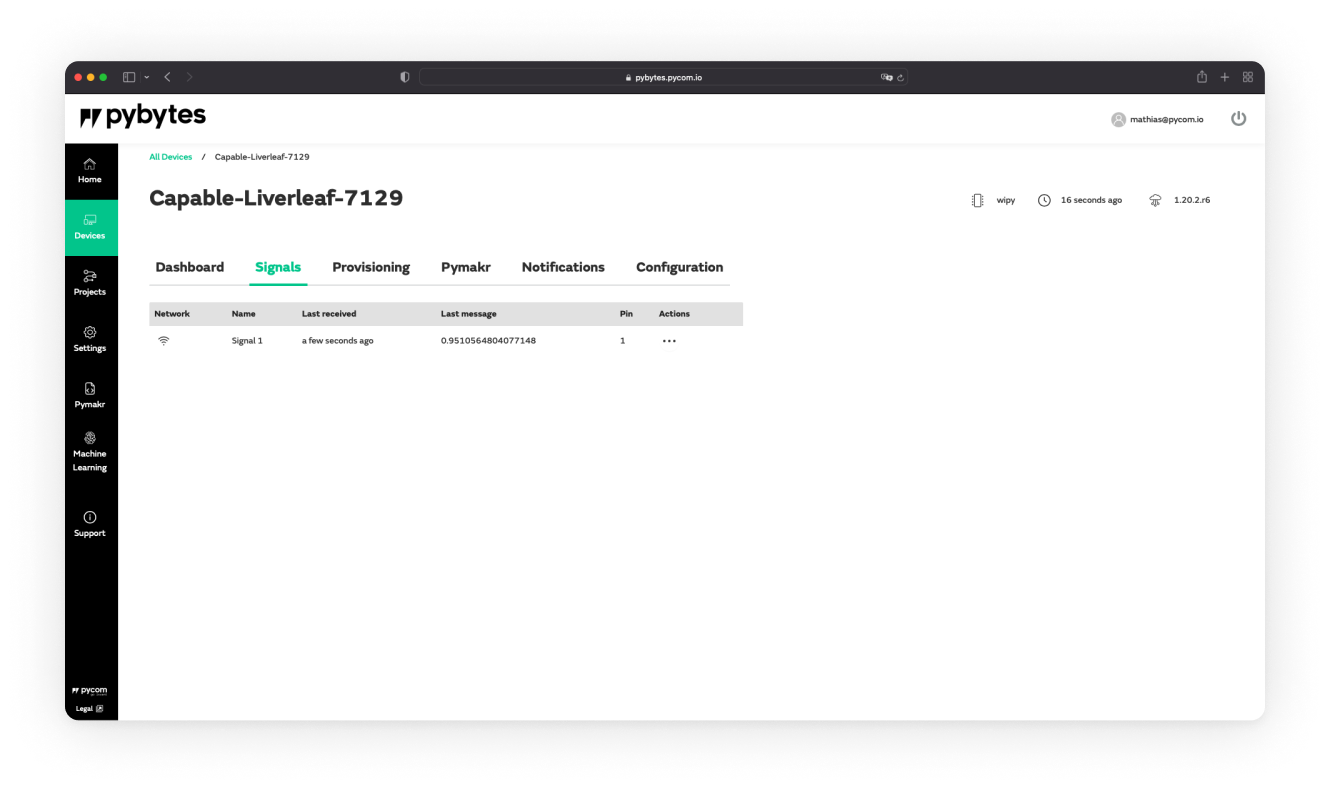 pybytes.pycom.io
pybytes
mathias@pycom.io
Home
Devices
Projects
Settings
Pymakr
Machine
Learning
Support
pycom
Legal
All Devices / Capable-Liverleaf-7129
Capable-Liverleaf-7129
wipy 16 seconds ago 1.20.2.r6
Dashboard Signals Provisioning Pymakr Notifications Configuration
Network Name Last received Last message Pin Actions
Signal 1 a few seconds ago 0.9510564804077148 1 •••